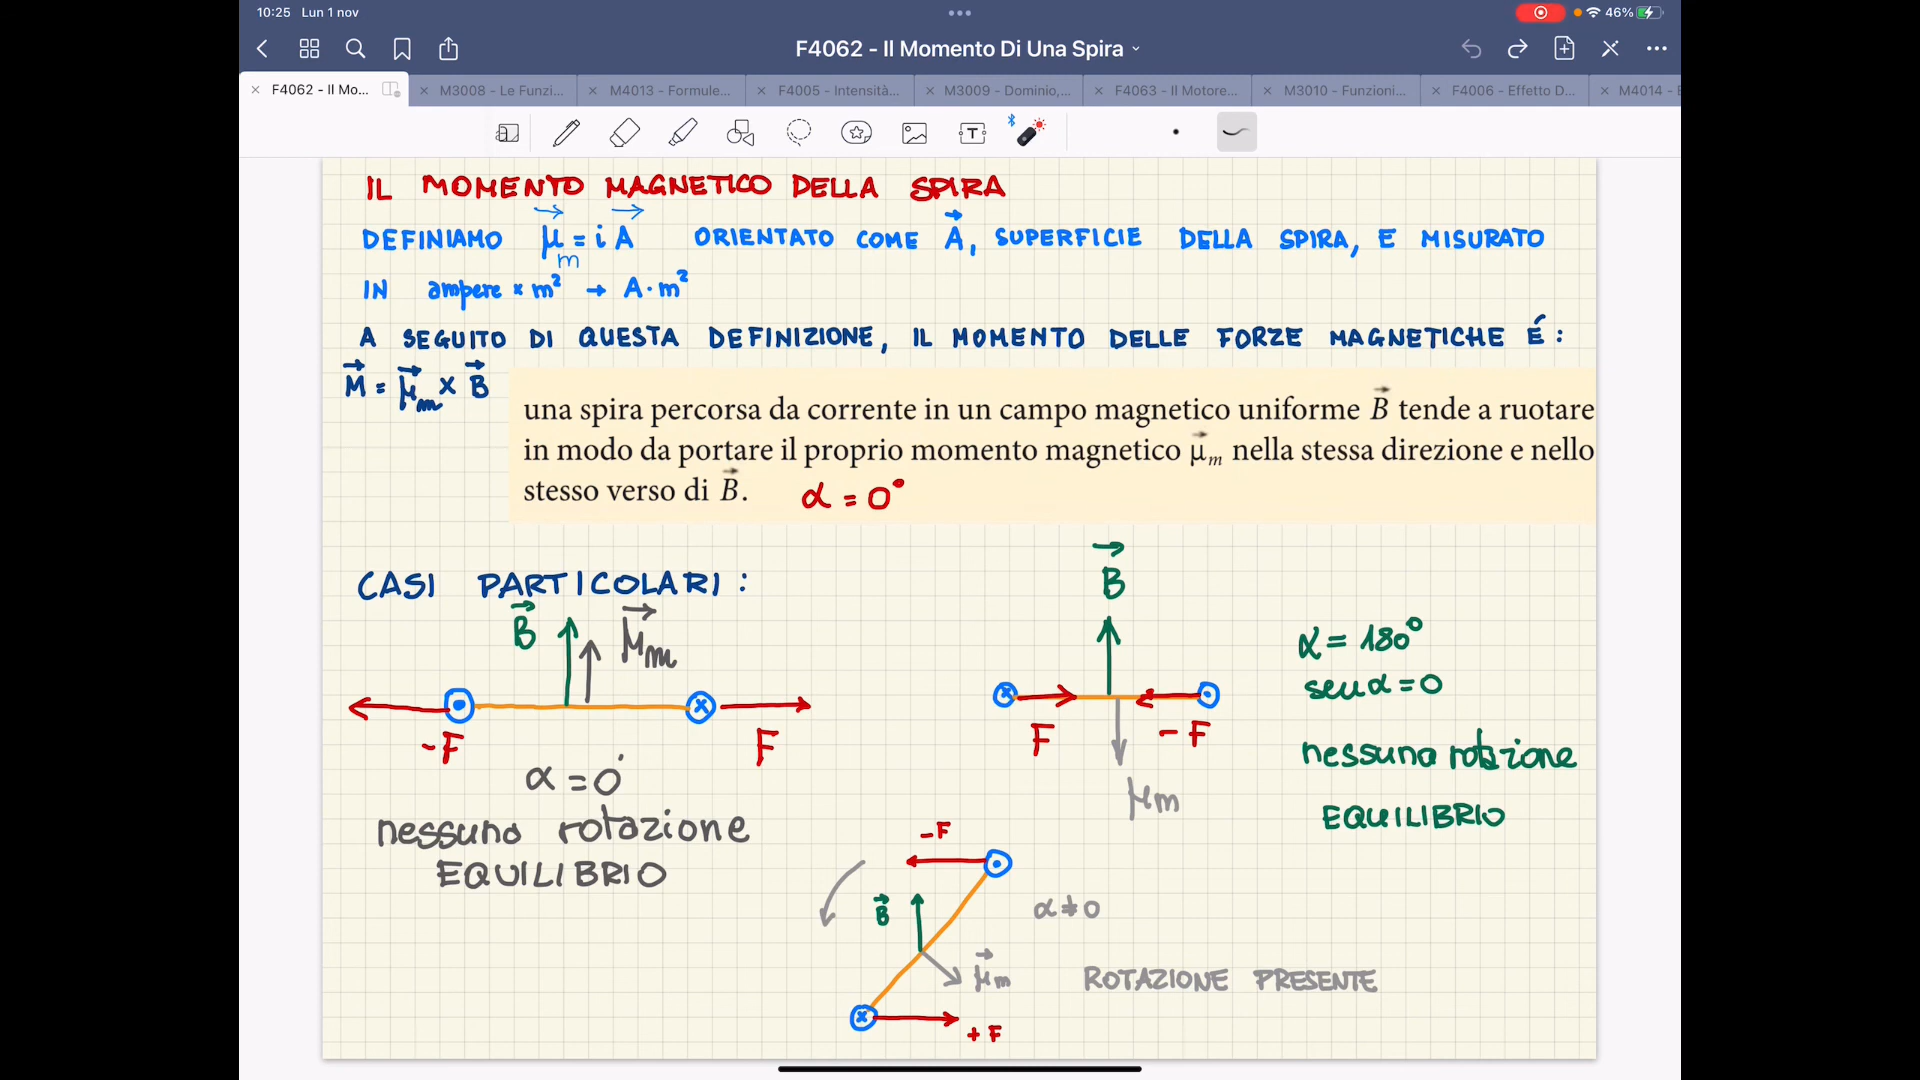 10:25 Lun 1 nov
46%
F4062 - Il Momento Di Una Spira
F4062 - Il Mo...
M3008 - Le Funzi...
M4013 - Formule...
F4005 - Intensità...
M3009 - Dominio,...
F4063 - Il Motore...
M3010 - Funzioni...
F4006 - Effetto D...
M4014 -
IL MOMENTO MAGNETICO DELLA SPIRA
DEFINIAMO μ⃗m = i A⃗ ORIENTATO COME A⃗, SUPERFICIE DELLA SPIRA, E MISURATO
IN ampere × m² → A·m²
A SEGUITO DI QUESTA DEFINIZIONE, IL MOMENTO DELLE FORZE MAGNETICHE É:
M⃗ = μ⃗m × B⃗
una spira percorsa da corrente in un campo magnetico uniforme B⃗ tende a ruotare
in modo da portare il proprio momento magnetico μ⃗m nella stessa direzione e nello
stesso verso di B⃗.
α = 0°
CASI PARTICOLARI:
B⃗
μ⃗m
-F
F
α = 0°
nessuna rotazione
EQUILIBRIO
B⃗
F
-F
μm
α = 180°
senα = 0
nessuna rotazione
EQUILIBRIO
-F
B⃗
α ≠ 0
μ⃗m
ROTAZIONE PRESENTE
+F